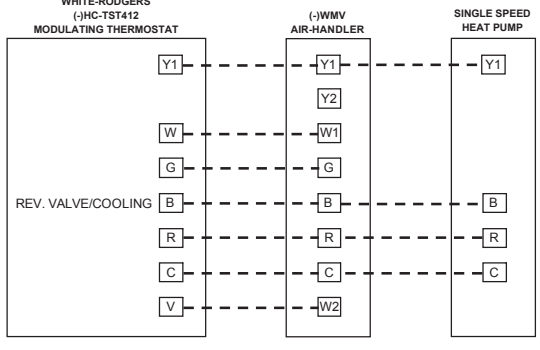 WHITE-RODGERS
(-)HC-TST412
MODULATING THERMOSTAT
(-)WMV
AIR-HANDLER
SINGLE SPEED
HEAT PUMP
Y1 Y1 Y1
Y2
W W1
G G
REV. VALVE/COOLING B B B
R R R
C C C
V W2